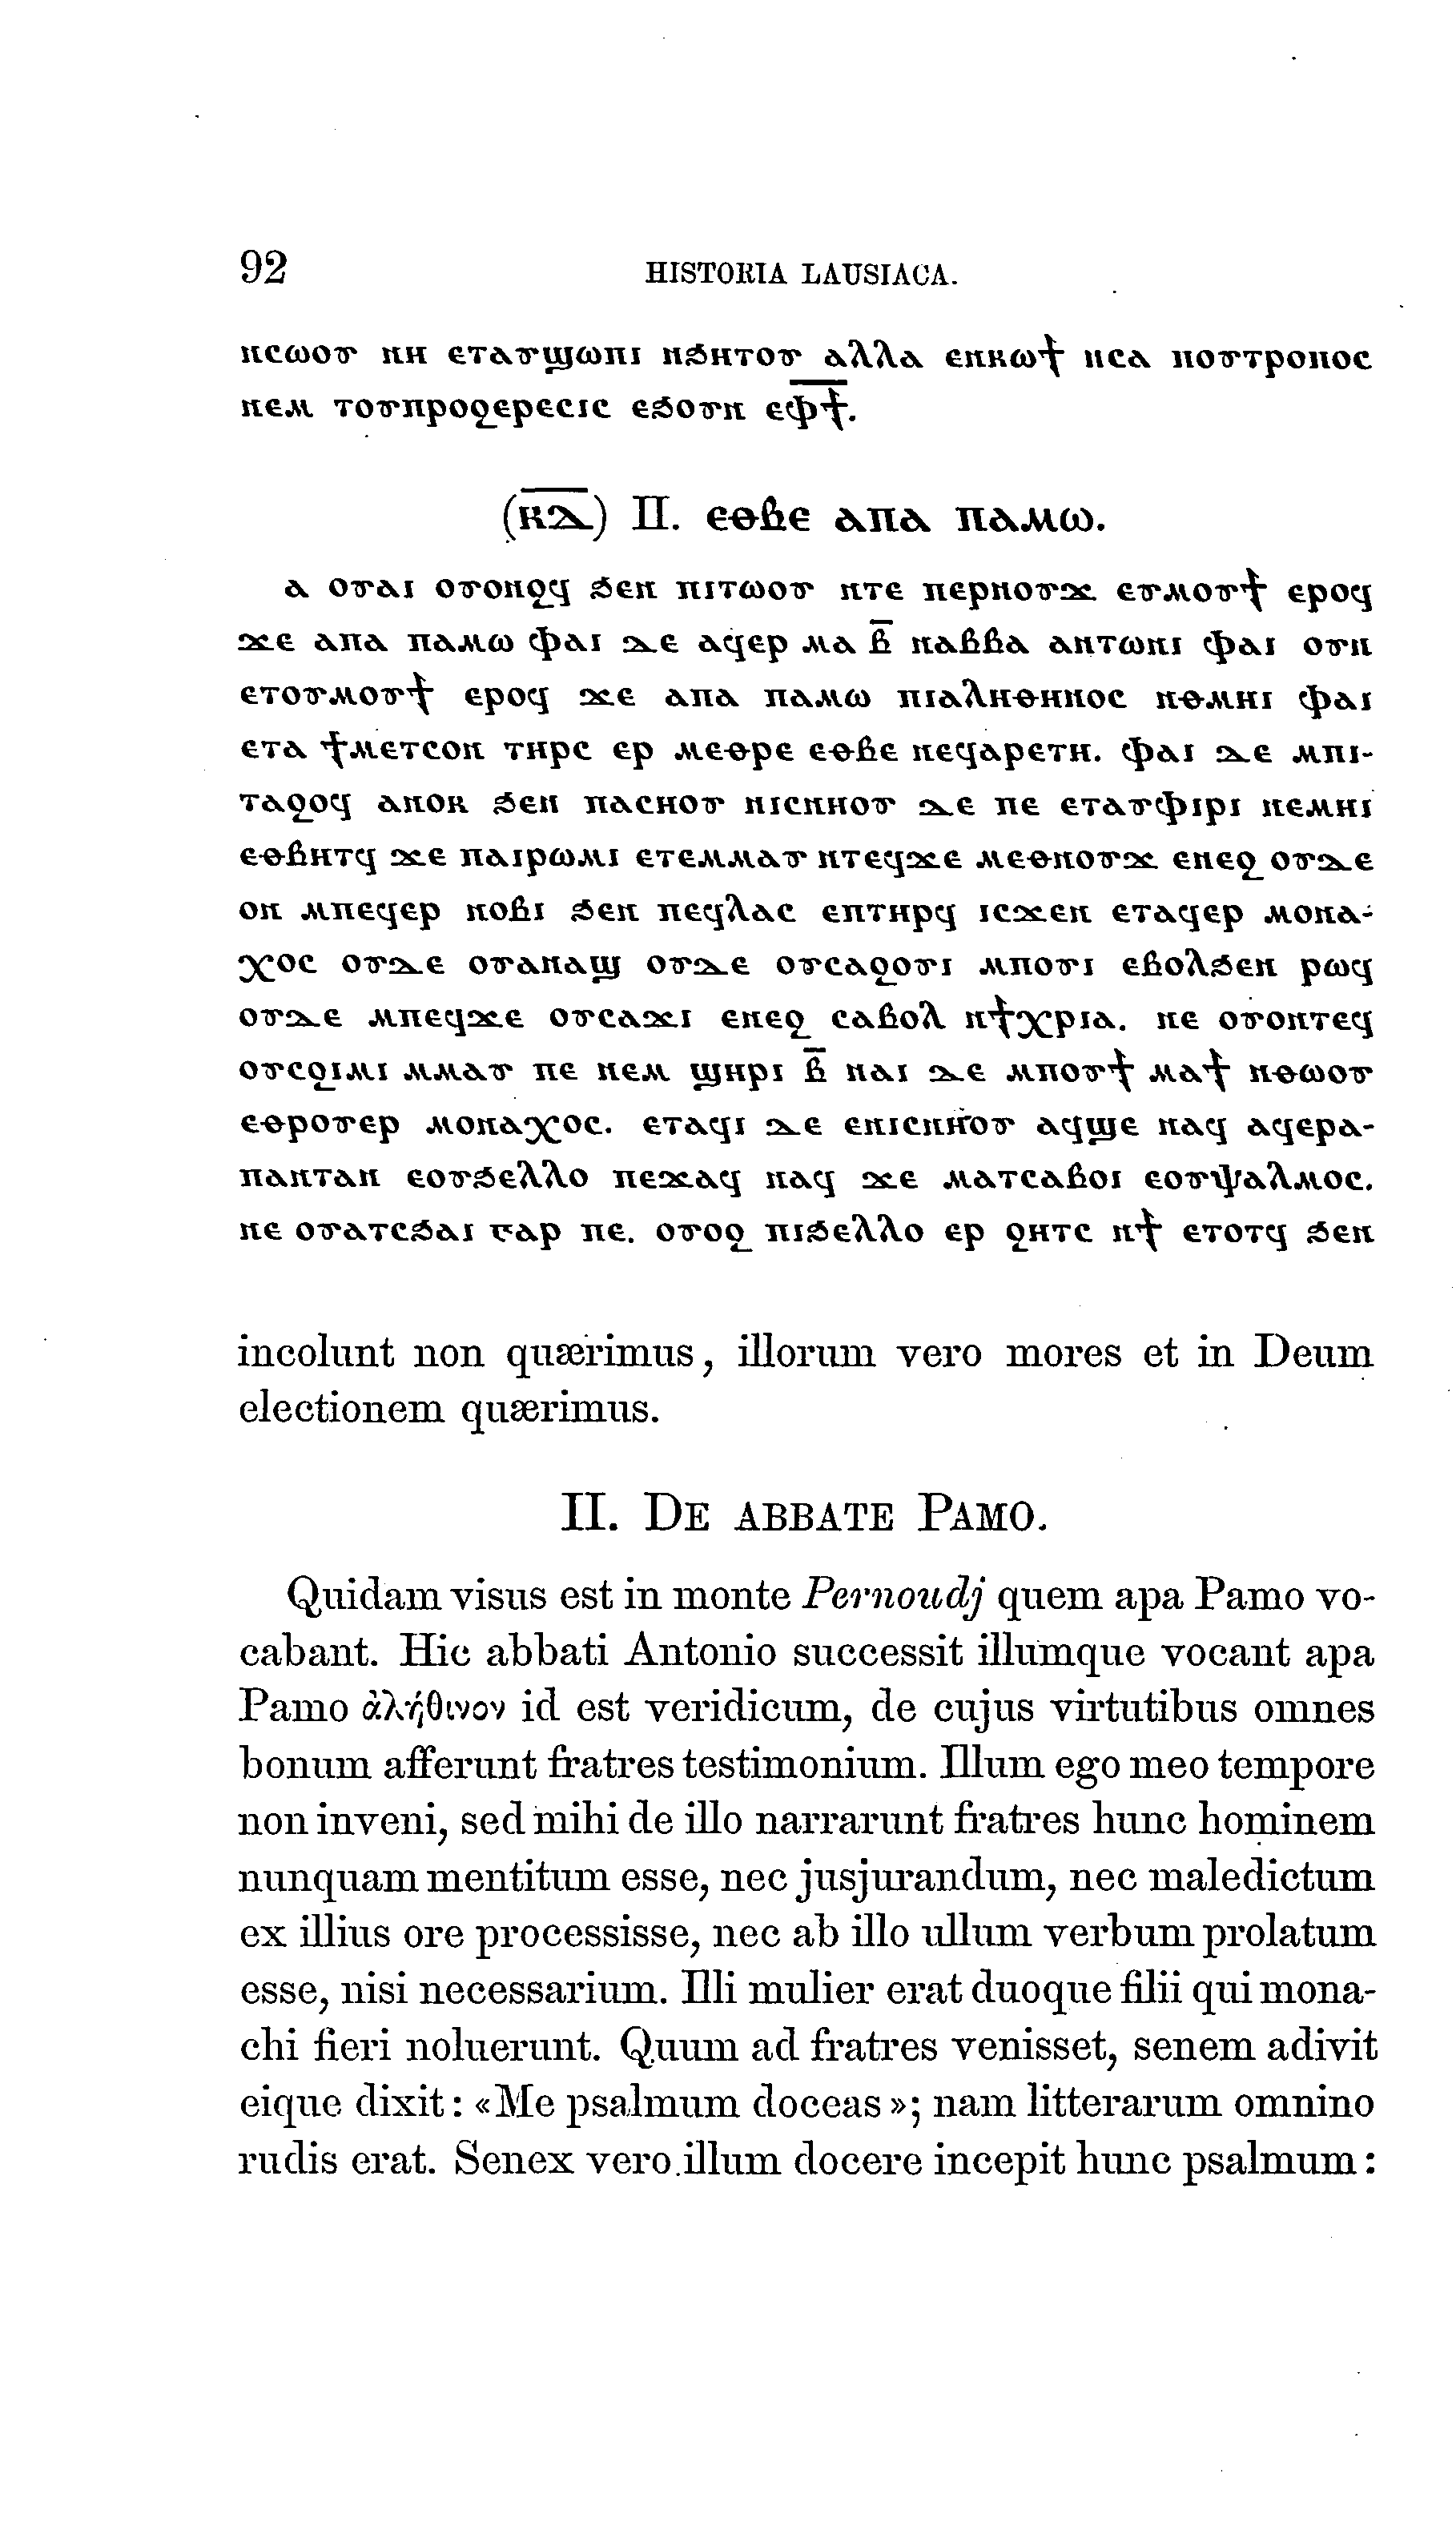 92 HISTORIA LAUSIACA.
ⲛⲥⲱⲟⲩ ⲛⲏ ⲉⲧⲁⲩϣⲱⲡⲓ ⲛϧⲏⲧⲟⲩ ⲁⲗⲗⲁ ⲉⲛⲕⲱϯ ⲛⲥⲁ ⲛⲟⲩⲧⲣⲟⲡⲟⲥ
ⲛⲉⲙ ⲧⲟⲩⲡⲣⲟϩⲉⲣⲉⲥⲓⲥ ⲉϧⲟⲩⲛ ⲉⲫ̅ϯ̅.
(ⲕ̅ⲇ̅) II. ⲉⲑⲃⲉ ⲁⲡⲁ ⲡⲁⲙⲱ.
ⲁ ⲟⲩⲁⲓ ⲟⲩⲟⲛϩϥ ϧⲉⲛ ⲡⲓⲧⲱⲟⲩ ⲛⲧⲉ ⲡⲉⲣⲛⲟⲩϫ ⲉⲩⲙⲟⲩϯ ⲉⲣⲟϥ
ϫⲉ ⲁⲡⲁ ⲡⲁⲙⲱ ⲫⲁⲓ ⲇⲉ ⲁϥⲉⲣ ⲙⲁ ⲃ̅ ⲛⲁⲃⲃⲁ ⲁⲛⲧⲱⲛⲓ ⲫⲁⲓ ⲟⲩⲛ
ⲉⲧⲟⲩⲙⲟⲩϯ ⲉⲣⲟϥ ϫⲉ ⲁⲡⲁ ⲡⲁⲙⲱ ⲡⲓⲁⲗⲏⲑⲏⲛⲟⲥ ⲛⲑⲙⲏⲓ ⲫⲁⲓ
ⲉⲧⲁ ϯⲙⲉⲧⲥⲟⲛ ⲧⲏⲣⲥ ⲉⲣ ⲙⲉⲑⲣⲉ ⲉⲑⲃⲉ ⲛⲉϥⲁⲣⲉⲧⲏ. ⲫⲁⲓ ⲇⲉ ⲙⲡⲓ-
ⲧⲁϩⲟϥ ⲁⲛⲟⲕ ϧⲉⲛ ⲡⲁⲥⲏⲟⲩ ⲛⲓⲥⲛⲏⲟⲩ ⲇⲉ ⲡⲉ ⲉⲧⲁⲩⲫⲓⲣⲓ ⲛⲉⲙⲏⲓ
ⲉⲑⲃⲏⲧϥ ϫⲉ ⲡⲁⲓⲣⲱⲙⲓ ⲉⲧⲉⲙⲙⲁⲩ ⲛⲧⲉϥϫⲉ ⲙⲉⲑⲛⲟⲩϫ ⲉⲛⲉϩ ⲟⲩⲇⲉ
ⲟⲛ ⲙⲡⲉϥⲉⲣ ⲛⲟⲃⲓ ϧⲉⲛ ⲡⲉϥⲗⲁⲥ ⲉⲡⲧⲏⲣϥ ⲓⲥϫⲉⲛ ⲉⲧⲁϥⲉⲣ ⲙⲟⲛⲁ-
ⲭⲟⲥ ⲟⲩⲇⲉ ⲟⲩⲁⲛⲁϣ ⲟⲩⲇⲉ ⲟⲩⲥⲁϩⲟⲩⲓ ⲙⲡⲟⲩⲓ ⲉⲃⲟⲗϧⲉⲛ ⲣⲱϥ
ⲟⲩⲇⲉ ⲙⲡⲉϥϫⲉ ⲟⲩⲥⲁϫⲓ ⲉⲛⲉϩ ⲥⲁⲃⲟⲗ ⲛϯⲭⲣⲓⲁ. ⲛⲉ ⲟⲩⲟⲛⲧⲉϥ
ⲟⲩⲥϩⲓⲙⲓ ⲙⲙⲁⲩ ⲡⲉ ⲛⲉⲙ ϣⲏⲣⲓ ⲃ̅ ⲛⲁⲓ ⲇⲉ ⲙⲡⲟⲩϯ ⲙⲁϯ ⲛⲑⲱⲟⲩ
ⲉⲑⲣⲟⲩⲉⲣ ⲙⲟⲛⲁⲭⲟⲥ. ⲉⲧⲁϥⲓ ⲇⲉ ⲉⲛⲓⲥⲛⲏⲟⲩ ⲁϥϣⲉ ⲛⲁϥ ⲁϥⲉⲣⲁ-
ⲡⲁⲛⲧⲁⲛ ⲉⲟⲩϧⲉⲗⲗⲟ ⲡⲉϫⲁϥ ⲛⲁϥ ϫⲉ ⲙⲁⲧⲥⲁⲃⲟⲓ ⲉⲟⲩⲯⲁⲗⲙⲟⲥ.
ⲛⲉ ⲟⲩⲁⲧⲥϧⲁⲓ ⲅⲁⲣ ⲡⲉ. ⲟⲩⲟϩ ⲡⲓϧⲉⲗⲗⲟ ⲉⲣ ϩⲏⲧⲥ ⲛϯ ⲉⲧⲟⲧϥ ϧⲉⲛ
incolunt non quærimus, illorum vero mores et in Deum
electionem quærimus.
II. DE ABBATE PAMO.
Quidam visus est in monte Pernoudj quem apa Pamo vo-
cabant. Hic abbati Antonio successit illumque vocant apa
Pamo ἀλήθινον id est veridicum, de cujus virtutibus omnes
bonum afferunt fratres testimonium. Illum ego meo tempore
non inveni, sed mihi de illo narrarunt fratres hunc hominem
nunquam mentitum esse, nec jusjurandum, nec maledictum
ex illius ore processisse, nec ab illo ullum verbum prolatum
esse, nisi necessarium. Illi mulier erat duoque filii qui mona-
chi fieri noluerunt. Quum ad fratres venisset, senem adivit
eique dixit: «Me psalmum doceas»; nam litterarum omnino
rudis erat. Senex vero illum docere incepit hunc psalmum: